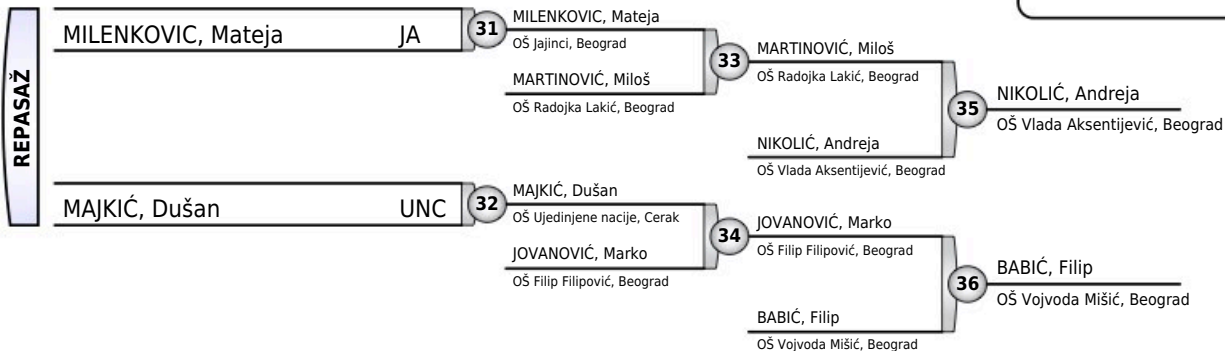 REPASAŽ
MILENKOVIC, Mateja JA
31
MILENKOVIC, Mateja
OŠ Jajinci, Beograd
MARTINOVIĆ, Miloš
OŠ Radojka Lakić, Beograd
33
MARTINOVIĆ, Miloš
OŠ Radojka Lakić, Beograd
NIKOLIĆ, Andreja
OŠ Vlada Aksentijević, Beograd
35
NIKOLIĆ, Andreja
OŠ Vlada Aksentijević, Beograd
MAJKIĆ, Dušan UNC
32
MAJKIĆ, Dušan
OŠ Ujedinjene nacije, Cerak
JOVANOVIĆ, Marko
OŠ Filip Filipović, Beograd
34
JOVANOVIĆ, Marko
OŠ Filip Filipović, Beograd
BABIĆ, Filip
OŠ Vojvoda Mišić, Beograd
36
BABIĆ, Filip
OŠ Vojvoda Mišić, Beograd